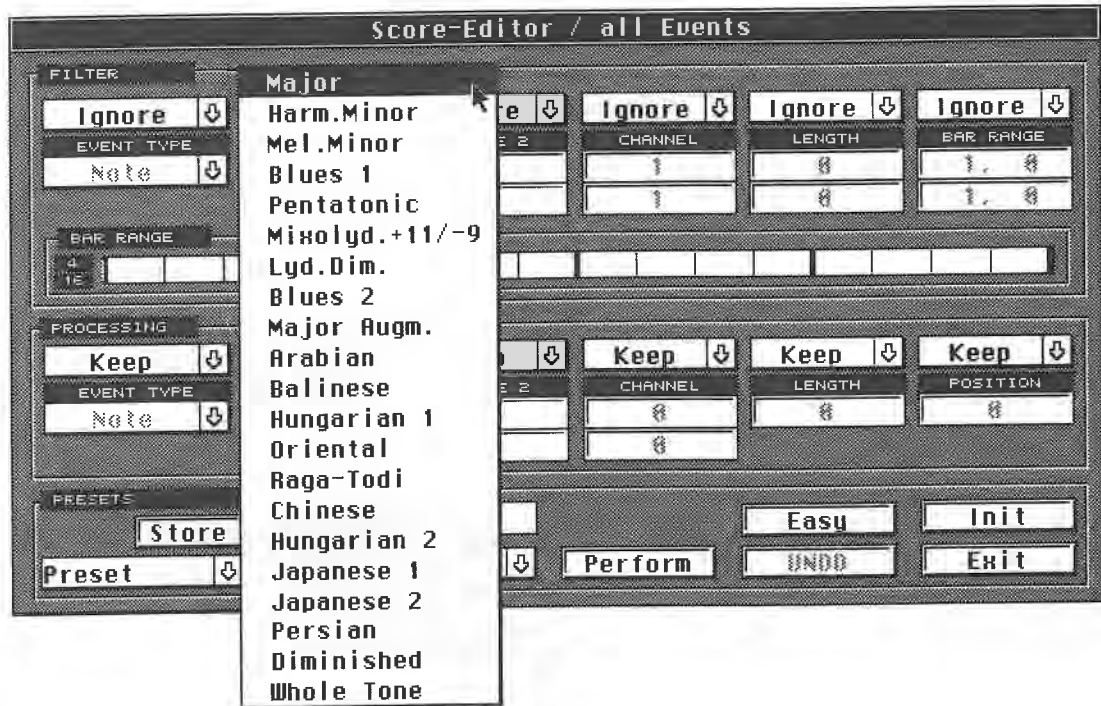 Score-Editor / all Events
FILTER
Ignore
EVENT TYPE
Note
Major
Harm.Minor
Mel.Minor
Blues 1
Pentatonic
Mixolyd.+11/-9
Lyd.Dim.
Blues 2
Major Augm.
Arabian
Balinese
Hungarian 1
Oriental
Raga-Todi
Chinese
Hungarian 2
Japanese 1
Japanese 2
Persian
Diminished
Whole Tone
e
E 2
Ignore
CHANNEL
1
1
Ignore
LENGTH
0
0
Ignore
BAR RANGE
1. 0
1. 0
BAR RANGE
4
16
PROCESSING
Keep
EVENT TYPE
Note
E 2
Keep
CHANNEL
0
0
Keep
LENGTH
0
Keep
POSITION
0
PRESETS
Store
Preset
Perform
Easy
UNDO
Init
Exit